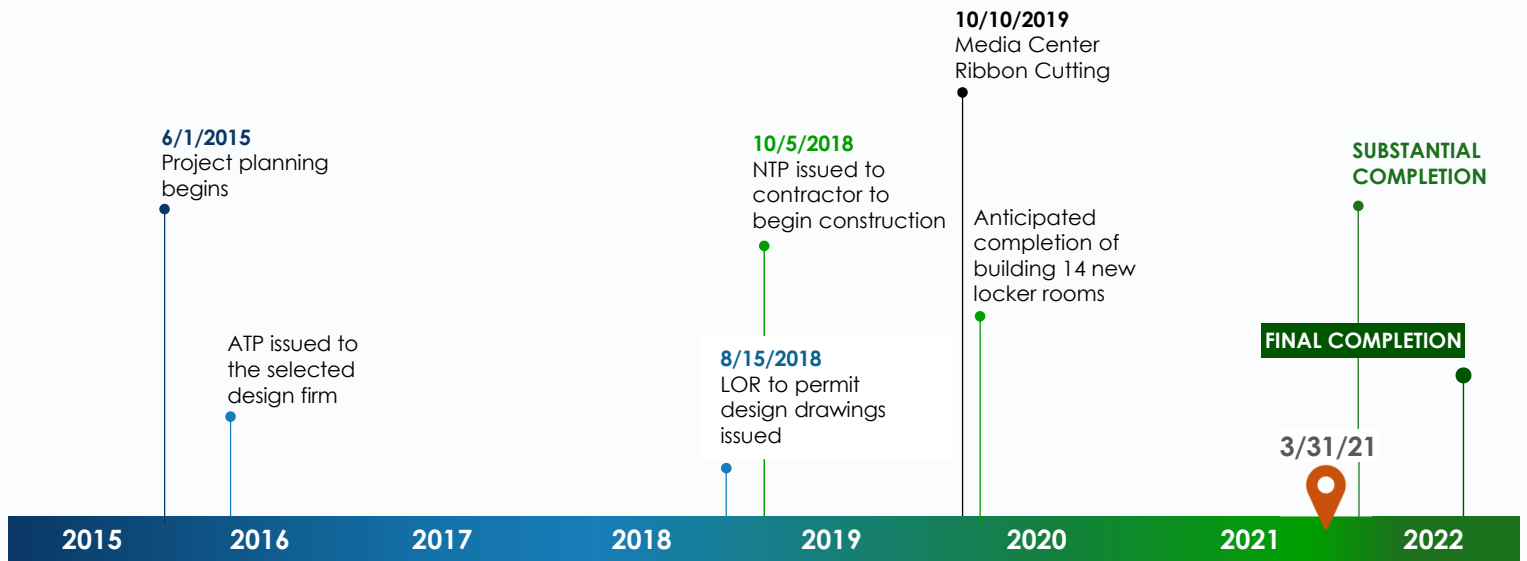 10/10/2019
Media Center
Ribbon Cutting
6/1/2015
Project planning
begins
10/5/2018
NTP issued to
contractor to
begin construction
SUBSTANTIAL
COMPLETION
Anticipated
completion of
building 14 new
locker rooms
ATP issued to
the selected
design firm
8/15/2018
LOR to permit
design drawings
issued
FINAL COMPLETION
3/31/21
2015 2016 2017 2018 2019 2020 2021 2022